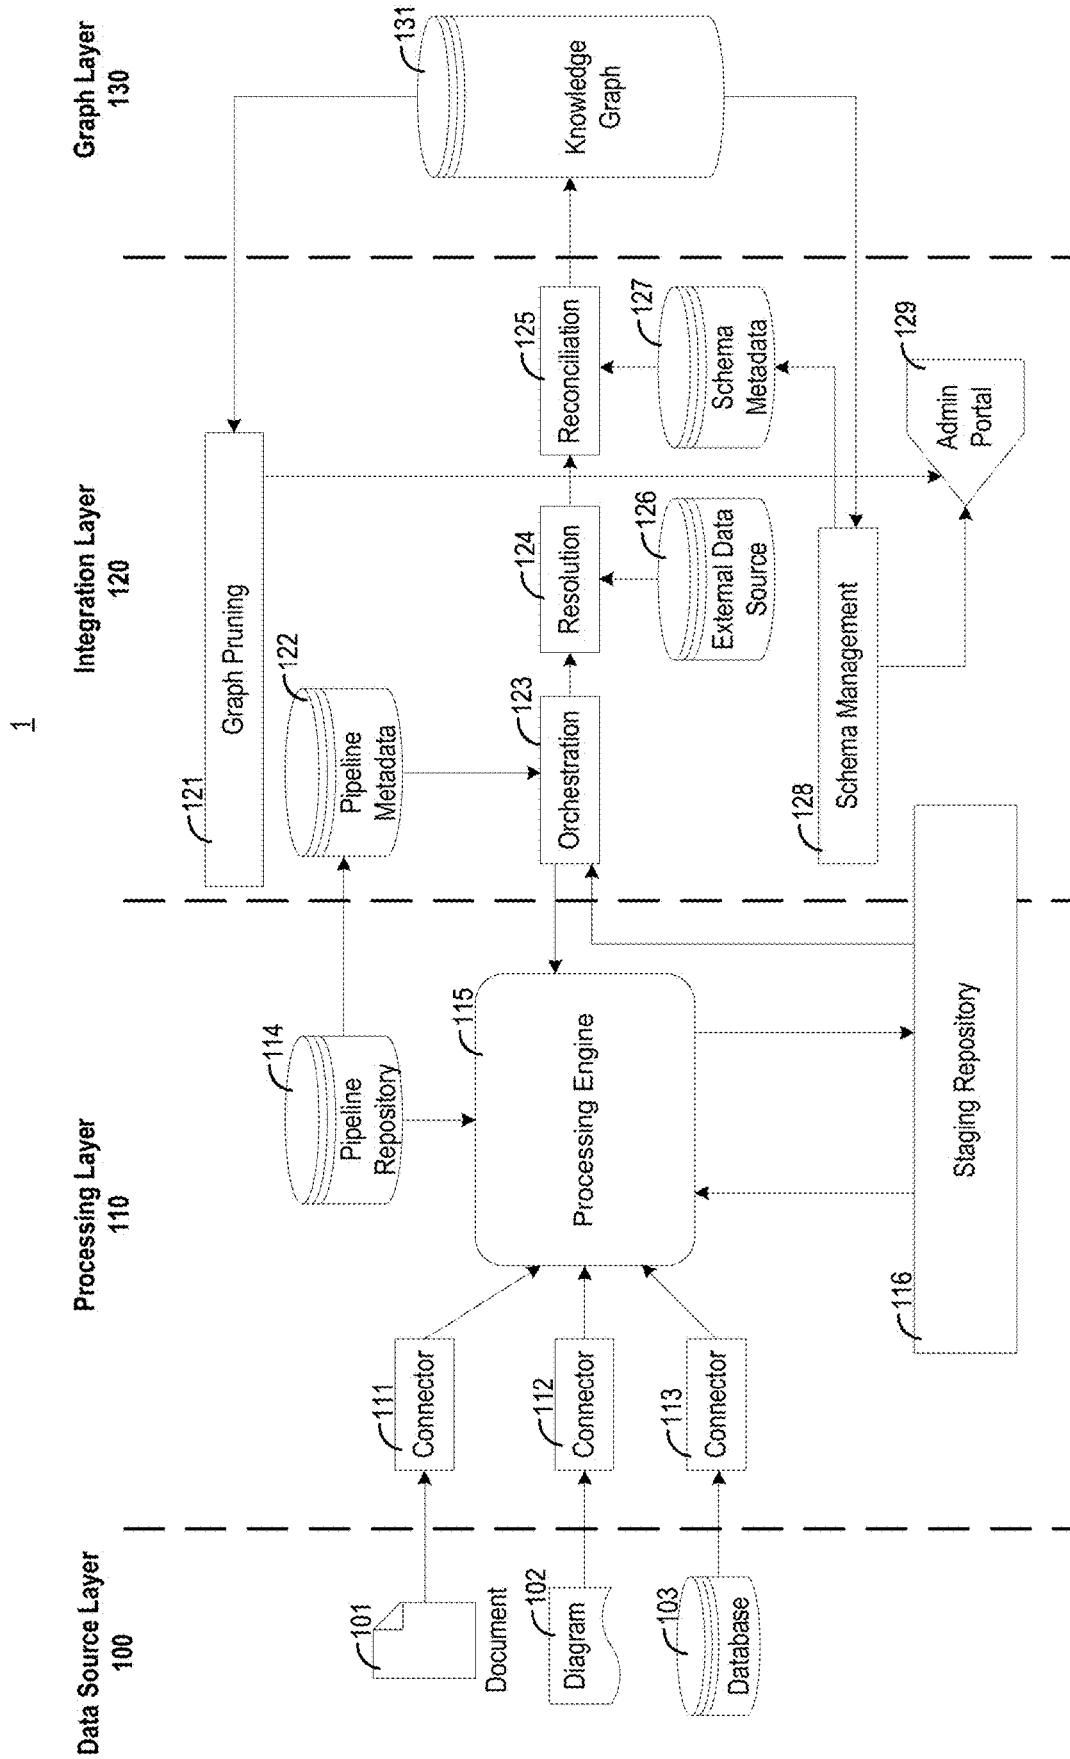 1
Data Source Layer
100
Processing Layer
110
Integration Layer
120
Graph Layer
130
101
Document
102
Diagram
103
Database
111
Connector
112
Connector
113
Connector
114
Pipeline
Repository
115
Processing Engine
116
Staging Repository
121
Graph Pruning
122
Pipeline
Metadata
123
Orchestration
124
Resolution
125
Reconciliation
126
External Data
Source
127
Schema
Metadata
128
Schema Management
129
Admin
Portal
131
Knowledge
Graph